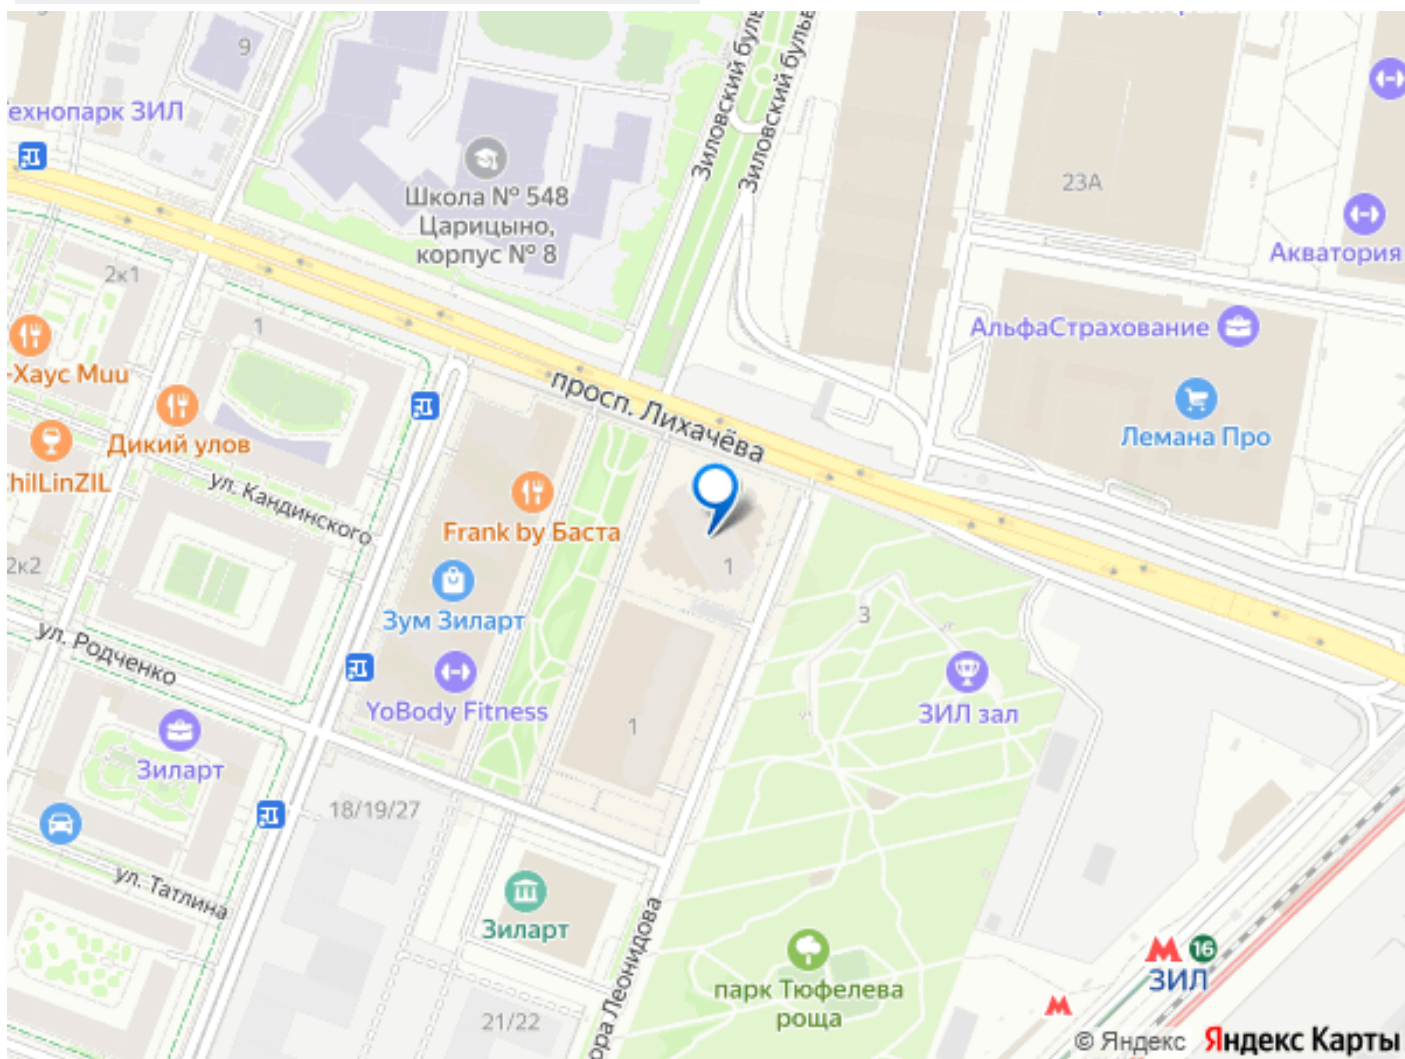 9
ехнопарк ЗИЛ
Зиловский буль
Зиловский бульв
Школа № 548
Царицыно,
корпус № 8
23А
Акватория
2к1
1
АльфаСтрахование
-Хаус Muu
просп. Лихачёва
Лемана Про
Дикий улов
hilLinZIL
ул. Кандинского
Frank by Баста
2к2
1
Зум Зиларт
3
ул. Родченко
YoBody Fitness
ЗИЛ зал
1
Зиларт
18/19/27
ул. Татлина
Зиларт
ора Леонидова
16
ЗИЛ
парк Тюфелева
роща
21/22
© Яндекс Яндекс Карты